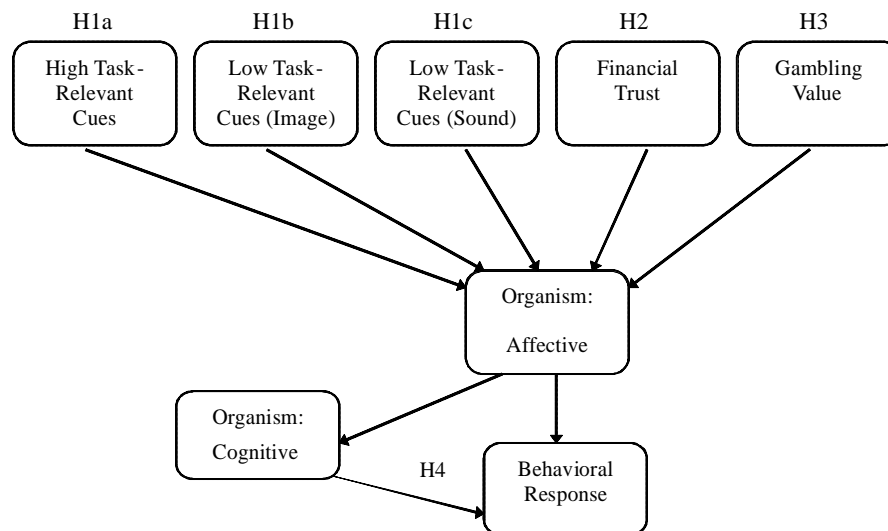 H1a
H1b
H1c
H2
H3
High Task-
Relevant
Cues
Low Task-
Relevant
Cues (Image)
Low Task-
Relevant
Cues (Sound)
Financial
Trust
Gambling
Value
Organism:
Affective
Organism:
Cognitive
H4
Behavioral
Response